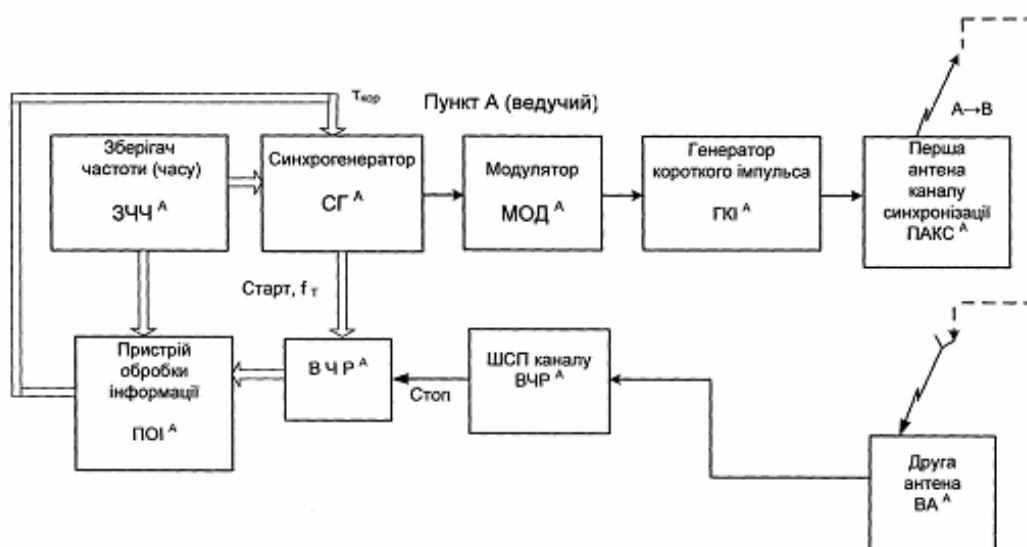 τкор
Пункт А (ведучий)
А→В
Зберігач
частоти (часу)
ЗЧЧ А
Синхрогенератор
СГ А
Модулятор
МОД А
Генератор
короткого імпульса
ГКІ А
Перша
антена
каналу
синхронізації
ПАКС А
Старт, f т
Пристрій
обробки
інформації
ПОІ А
В Ч Р А
Стоп
ШСП каналу
ВЧР А
Друга
антена
ВА А